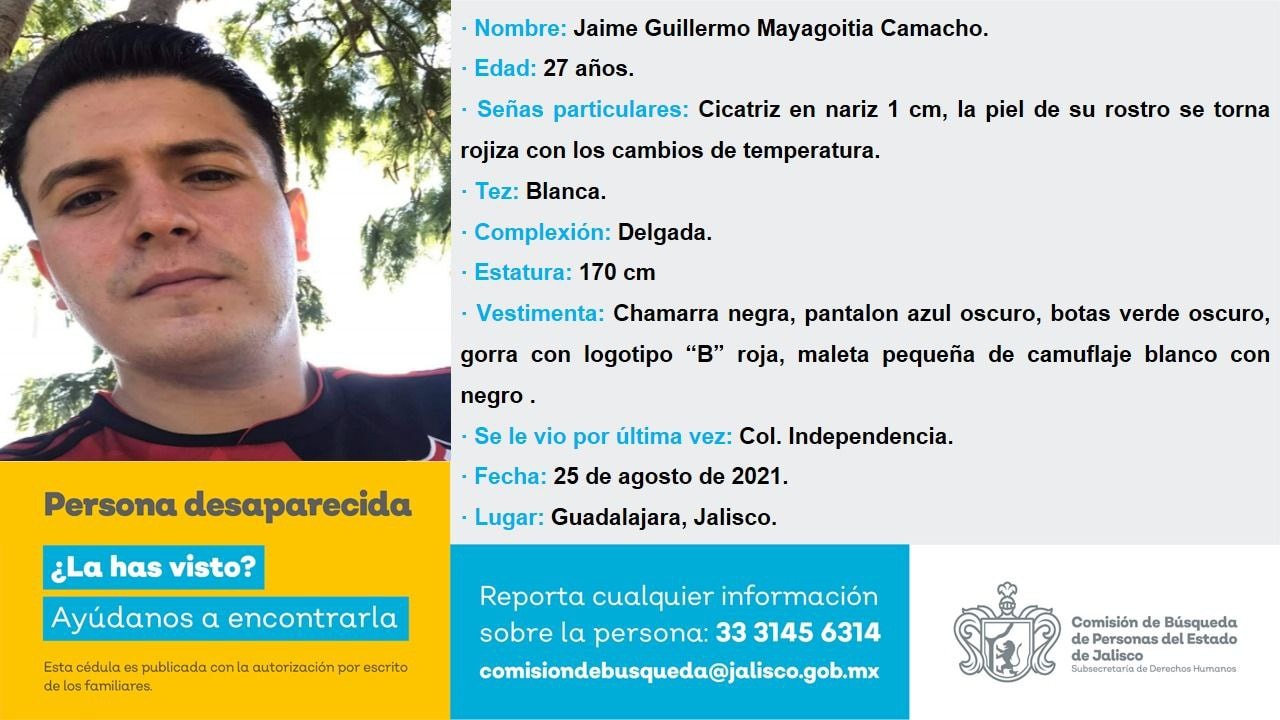 · Nombre: Jaime Guillermo Mayagoitia Camacho.
· Edad: 27 años.
· Señas particulares: Cicatriz en nariz 1 cm, la piel de su rostro se torna
rojiza con los cambios de temperatura.
· Tez: Blanca.
· Complexión: Delgada.
· Estatura: 170 cm
· Vestimenta: Chamarra negra, pantalon azul oscuro, botas verde oscuro,
gorra con logotipo “B” roja, maleta pequeña de camuflaje blanco con
negro .
· Se le vio por última vez: Col. Independencia.
· Fecha: 25 de agosto de 2021.
· Lugar: Guadalajara, Jalisco.
Persona desaparecida
¿La has visto?
Ayúdanos a encontrarla
Esta cédula es publicada con la autorización por escrito
de los familiares.
Reporta cualquier información
sobre la persona: 33 3145 6314
comisiondebusqueda@jalisco.gob.mx
Comisión de Búsqueda
de Personas del Estado
de Jalisco
Subsecretaría de Derechos Humanos